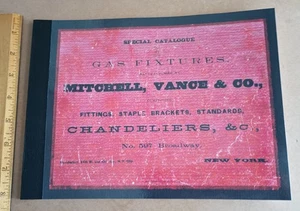 SPECIAL CATALOGUE
GAS FIXTURES,
MITCHELL, VANCE & CO.,
FITTINGS, STAPLE BRACKETS, STANDARDS,
CHANDELIERS, &C.,
No. 597 Broadway,
NEW YORK.